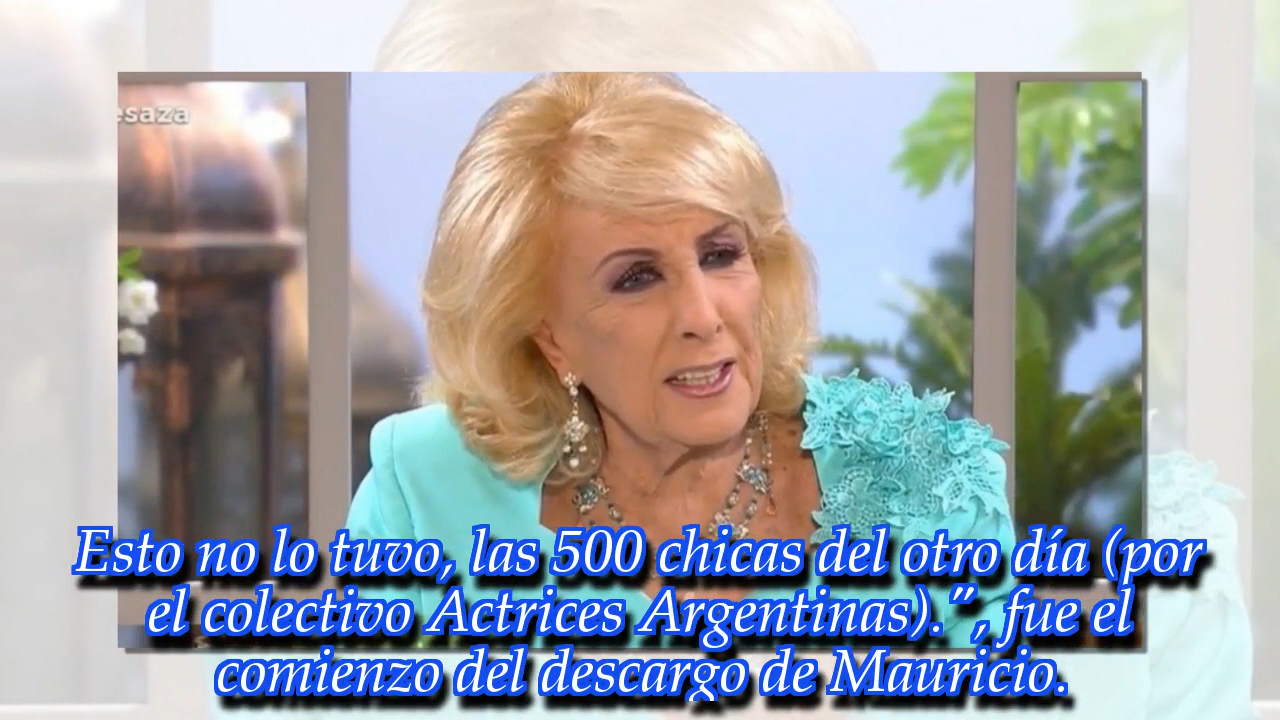 esaza
Esto no lo tuvo, las 500 chicas del otro día (por
el colectivo Actrices Argentinas).”, fue el
comienzo del descargo de Mauricio.